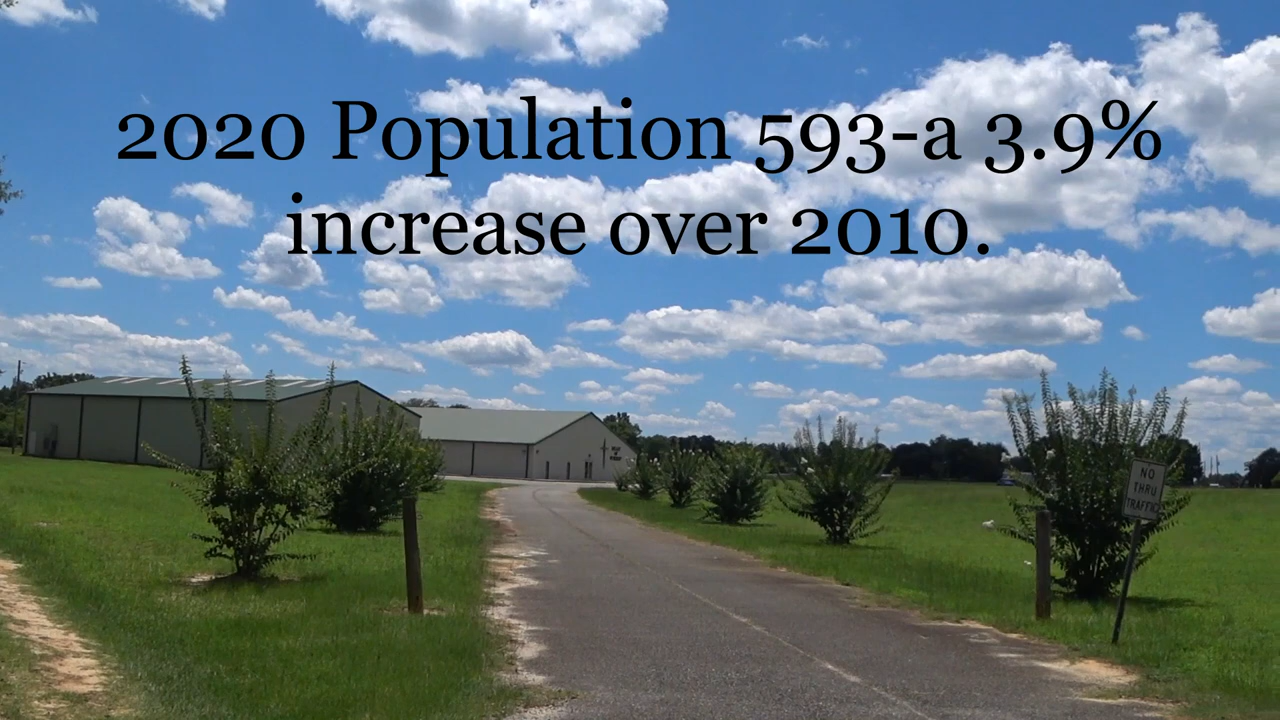 2020 Population 593-a 3.9%
increase over 2010.
NO
THRU
TRAFFIC